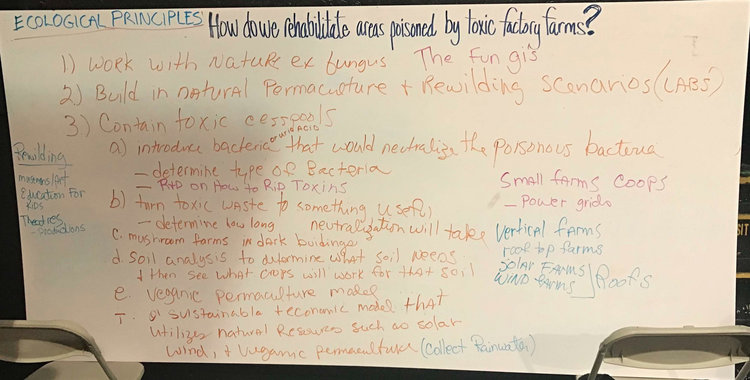 ECOLOGICAL PRINCIPLES
How do we rehabilitate areas poisoned by toxic factory farms?
1) Work with Nature ex fungus The fungi's
2) Build in natural Permaculture + Rewilding Scenarios (LABS)
3) Contain toxic cesspools
or uric ACID
a) introduce bacteria that would neutralize the poisonous bacteria
- determine type of Bacteria
- R+D on How to Rid Toxins
b) turn toxic waste to something useful
- determine how long neutralization will take
c. mushroom farms in dark buidings
d. soil analysis to determine what soil needs
+ then see what crops will work for that soil
e. veganic permaculture model
sustainable + economic model that
utilizes natural Resources such as solar
wind, + Veganic permaculture (Collect Rainwater)
Rewilding
museums/Art
Education For
Kids
Theatres
- productions
Small farms coops
- Power grids
Vertical farms
roof top farms
Solar Farms
Wind farms
Roofs